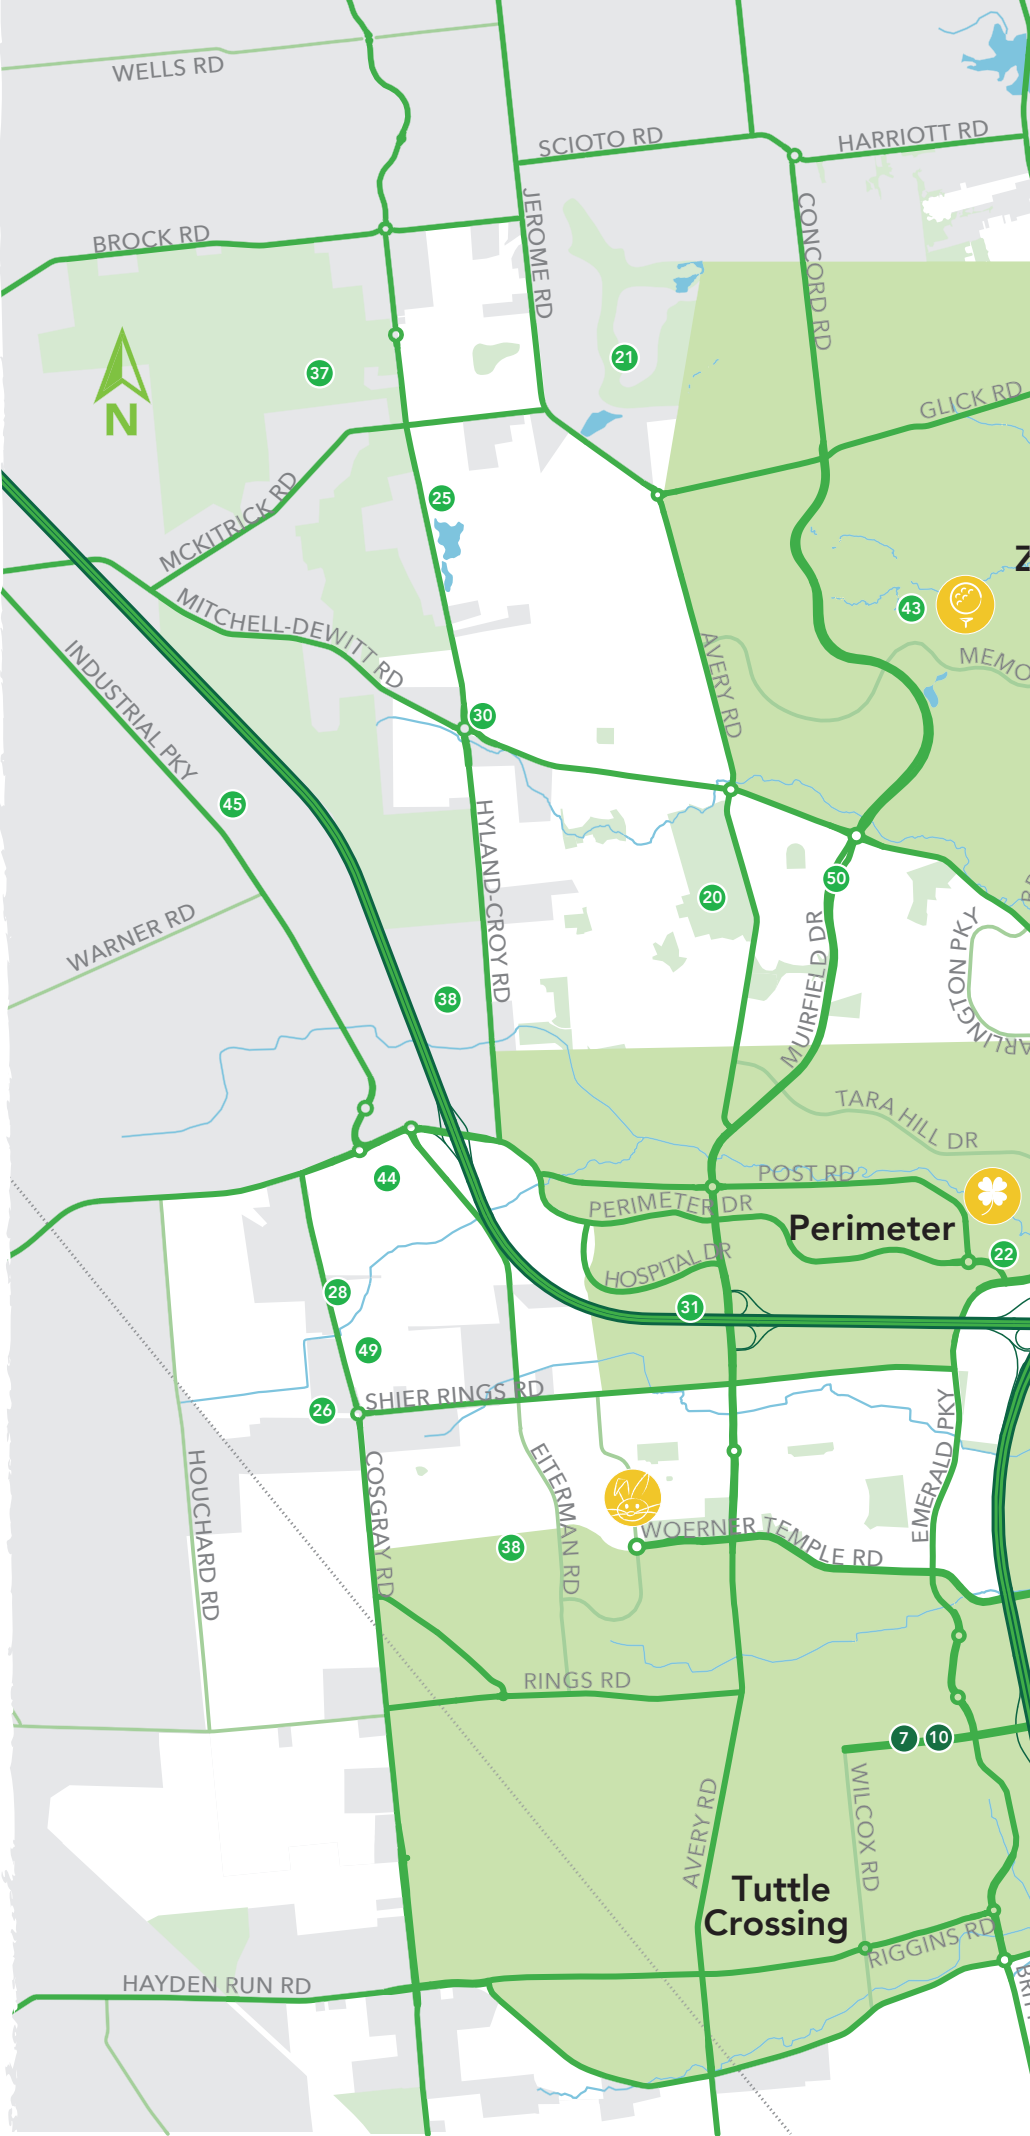 WELLS RD
SCIOTO RD
HARRIOTT RD
BROCK RD
JEROME RD
CONCORD RD
21
37
N
GLICK RD
25
MCKITRICK RD
Z
43
MITCHELL-DEWITT RD
INDUSTRIAL PKY
AVERY RD
MEMO
30
45
HYLAND-CROY RD
50
20
WARNER RD
MUIRFIELD DR
ARLINGTON PKY
38
TARA HILL DR
44
POST RD
PERIMETER DR
Perimeter
HOSPITAL DR
22
28
31
49
SHIER RINGS RD
26
EMERALD PKY
HOUCHARD RD
COSGRAY RD
EITERMAN RD
WOERNER TEMPLE RD
38
RINGS RD
7
10
WILCOX RD
AVERY RD
Tuttle
Crossing
RIGGINS RD
HAYDEN RUN RD
BRIT